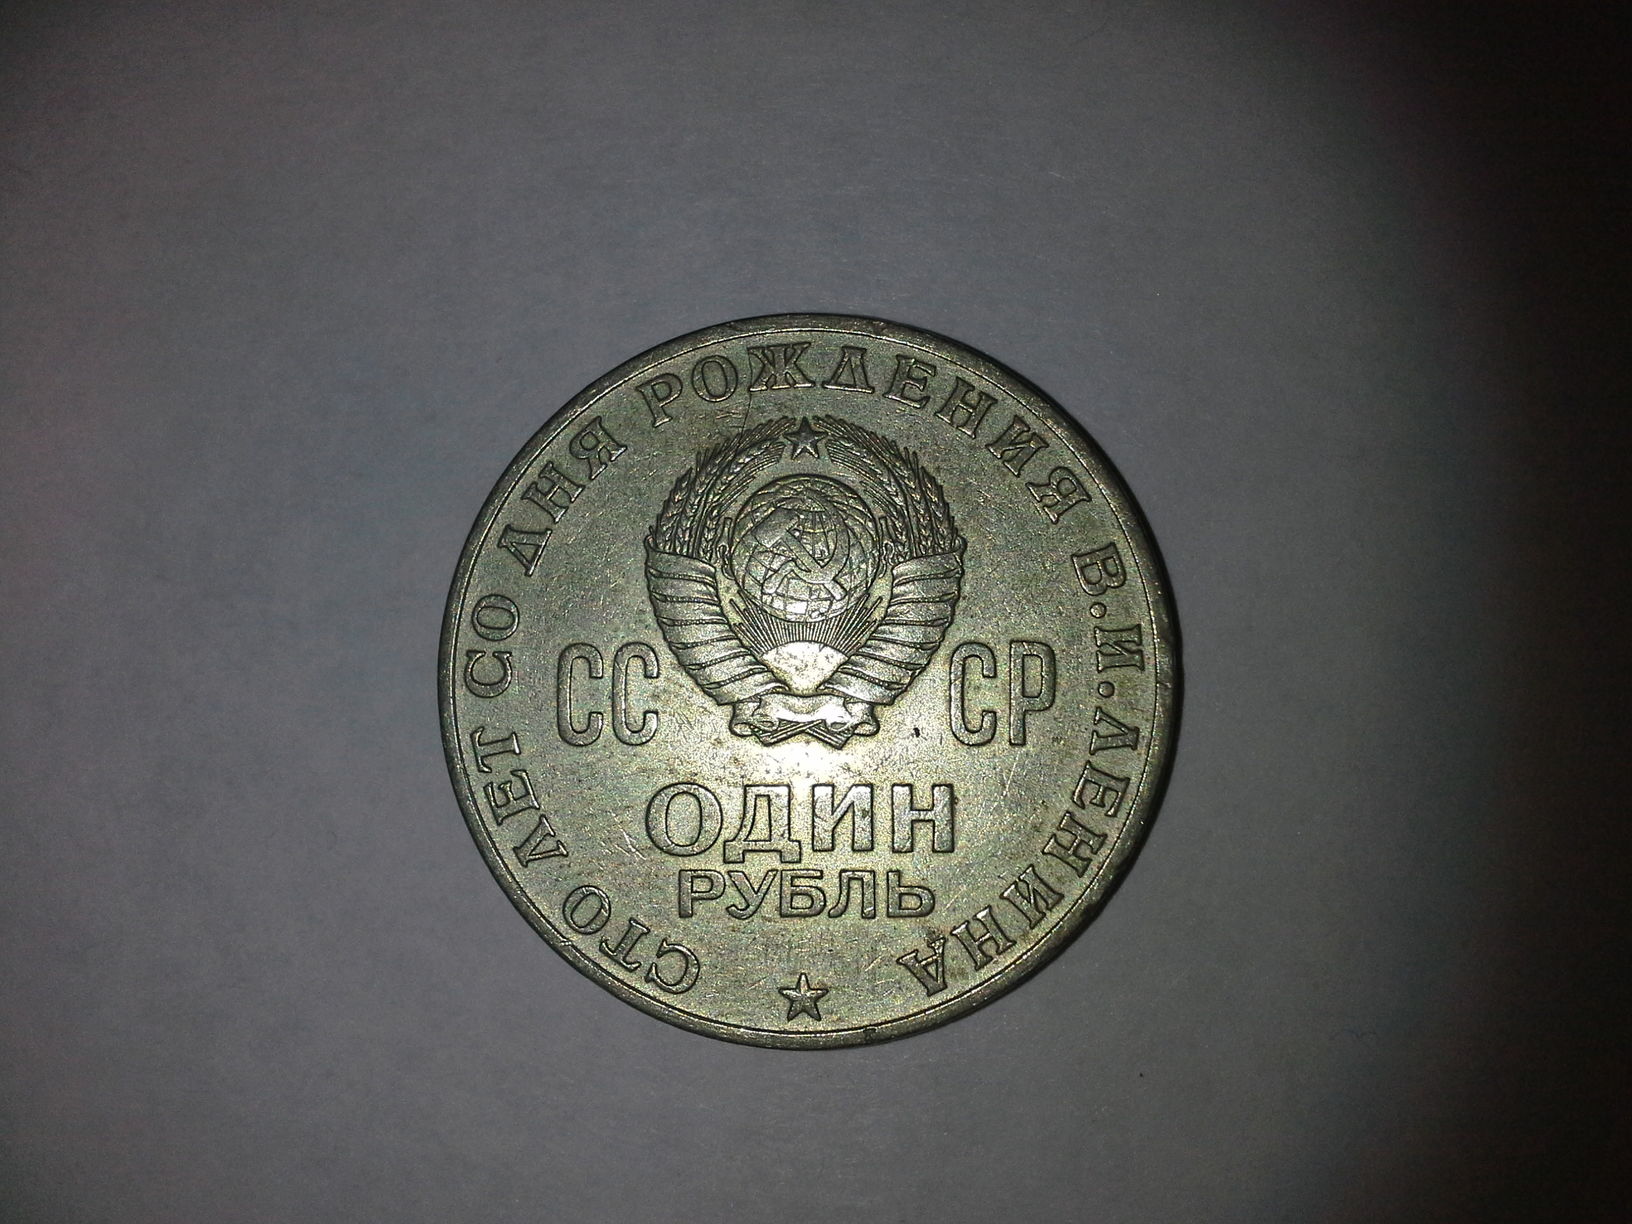 СТО ЛЕТ СО ДНЯ РОЖДЕНИЯ В.И.ЛЕНИНА
СС СР
ОДИН
РУБЛЬ